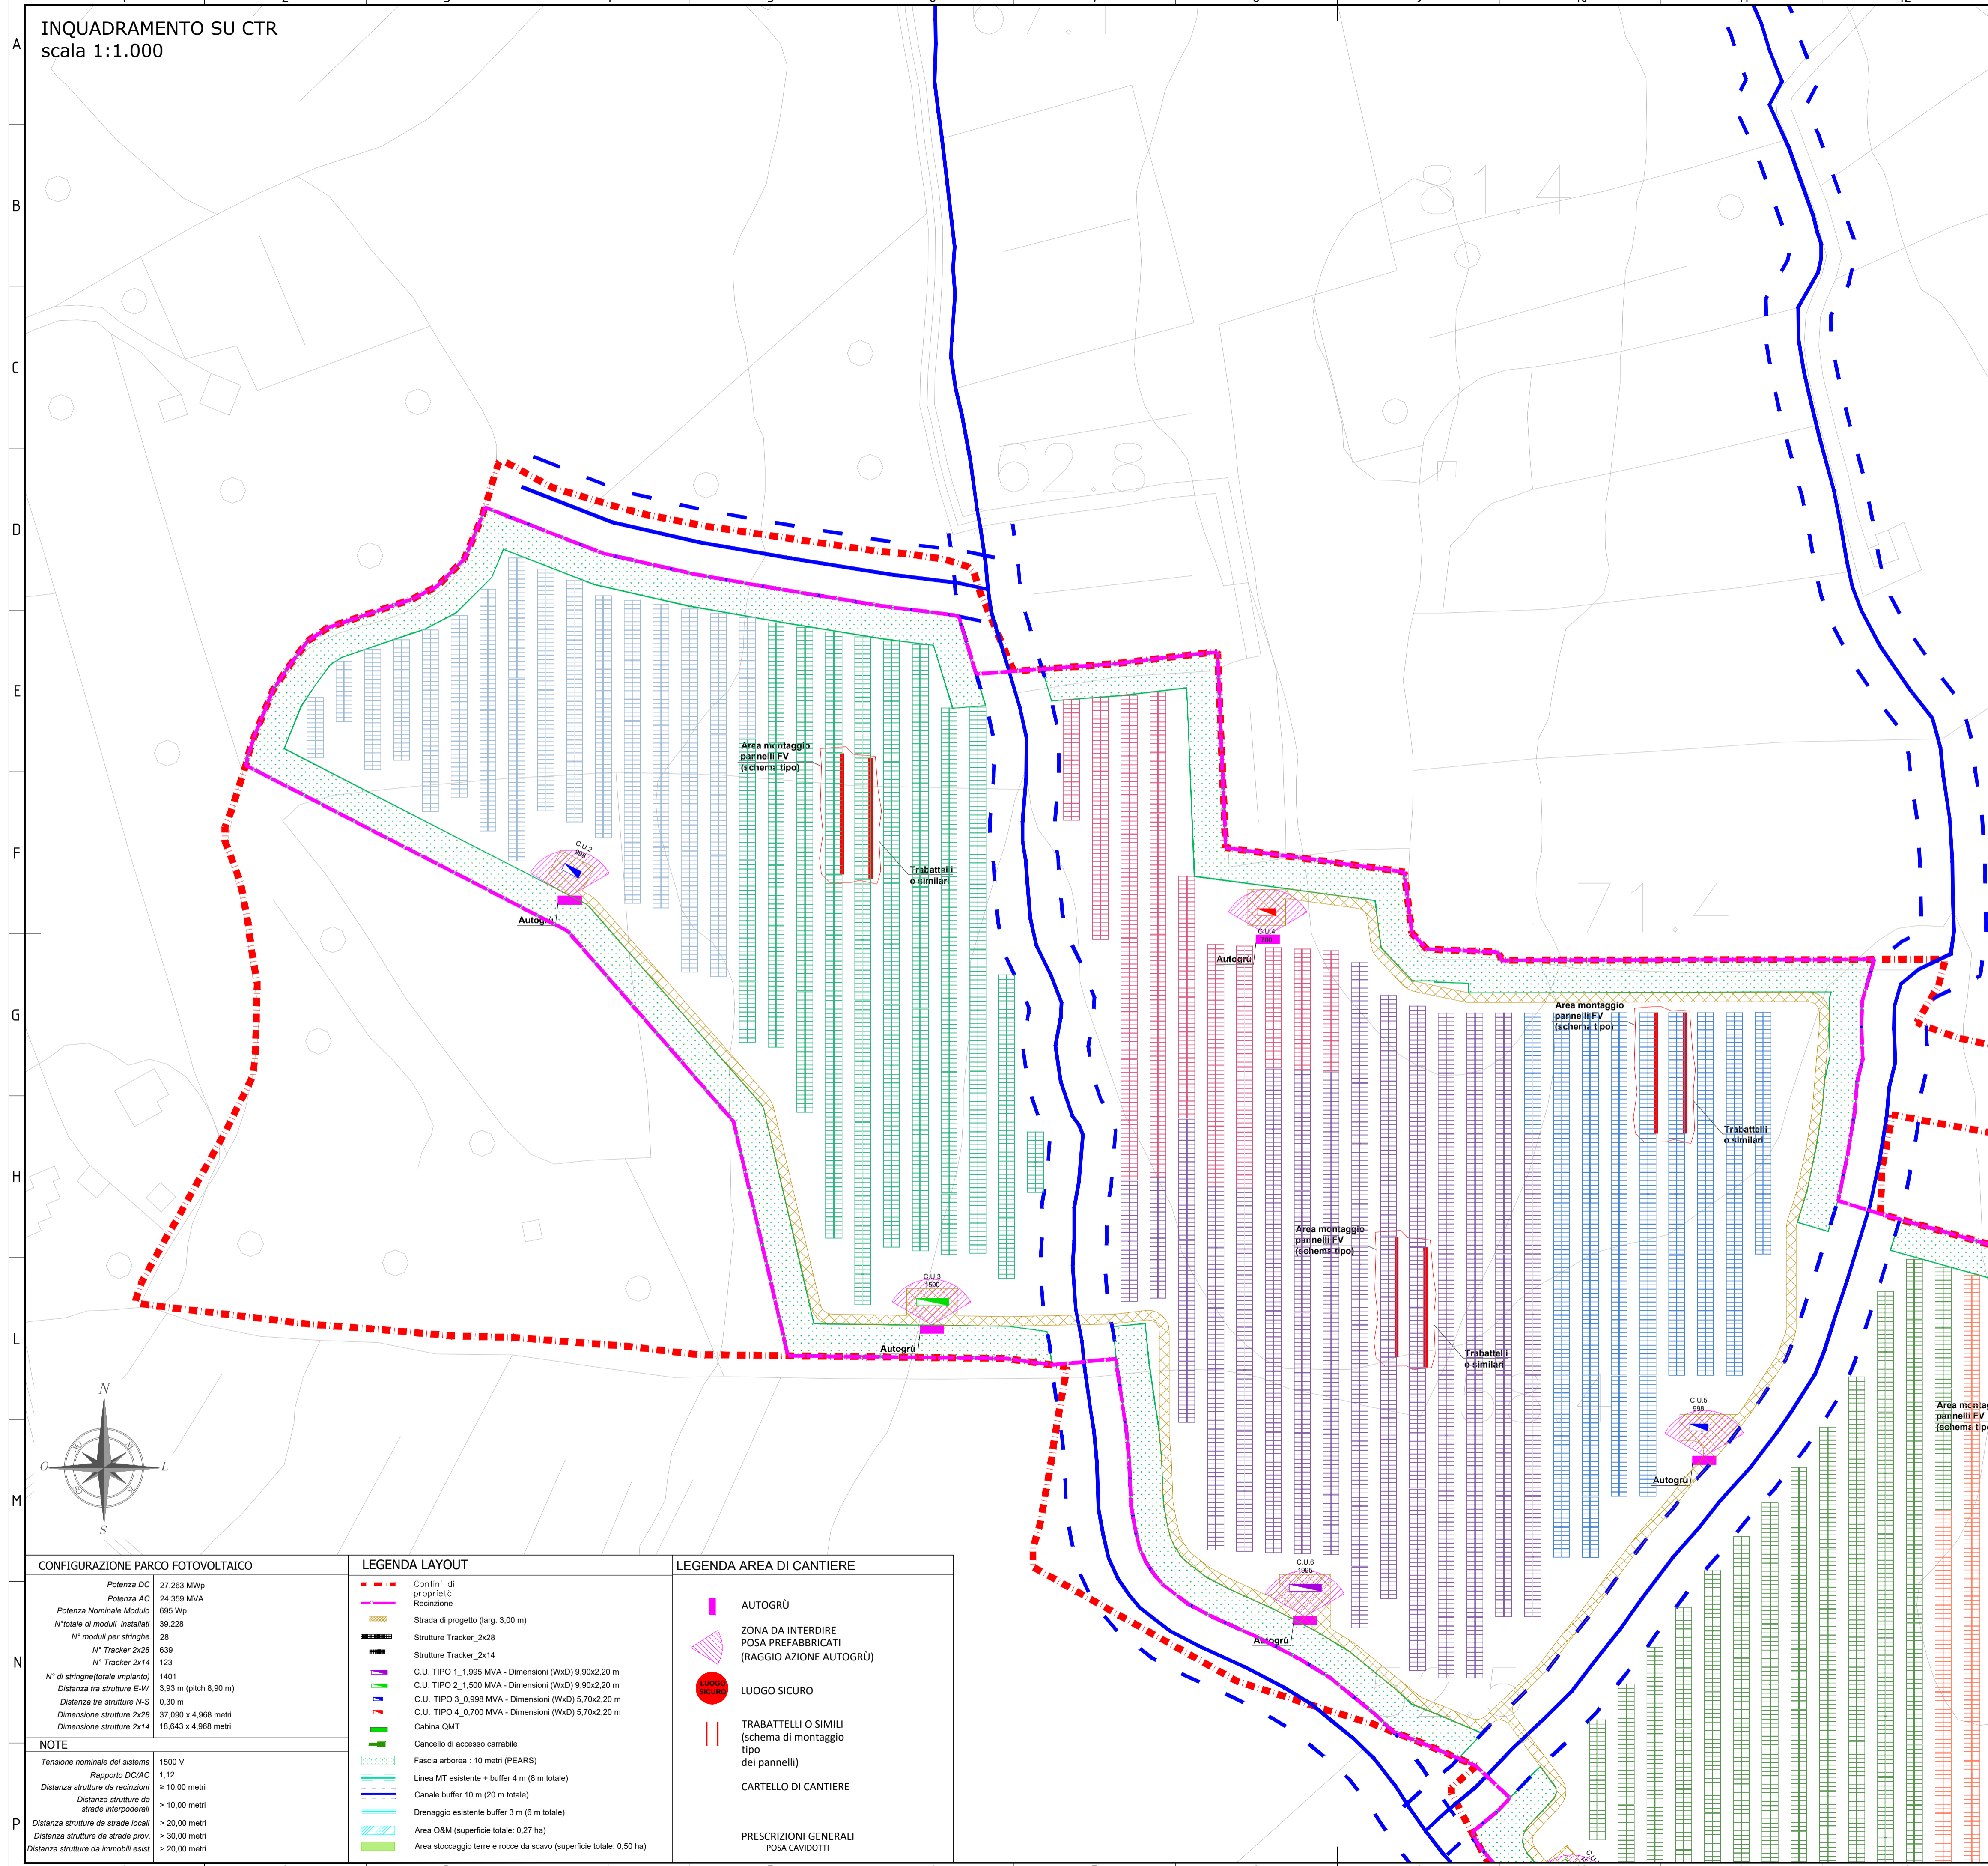 INQUADRAMENTO SU CTR
scala 1:1.000
A
B
C
D
E
F
G
H
L
M
N
P
81.4
62.8
71.4
Area montaggio
pannelli FV
(schema tipo)
Trabattelli
o similari
C.U.2
998
Autogrù
C.U.4
700
Autogrù
Area montaggio
pannelli FV
(schema tipo)
Trabattelli
o similari
Area montaggio
pannelli FV
(schema tipo)
Trabattelli
o similari
C.U.3
1500
Autogrù
C.U.5
998
Autogrù
pannelli FV
C.U.6
1995
Autogrù
N
O
L
S
CONFIGURAZIONE PARCO FOTOVOLTAICO
Potenza DC 27,263 MWp
Potenza AC 24,359 MVA
Potenza Nominale Modulo 695 Wp
N°totale di moduli installati 39.228
N° moduli per stringhe 28
N° Tracker 2x28 639
N° Tracker 2x14 123
N° di stringhe(totale impianto) 1401
Distanza tra strutture E-W 3,93 m (pitch 8,90 m)
Distanza tra strutture N-S 0,30 m
Dimensione strutture 2x28 37,090 x 4,968 metri
Dimensione strutture 2x14 18,643 x 4,968 metri
NOTE
Tensione nominale del sistema 1500 V
Rapporto DC/AC 1,12
Distanza strutture da recinzioni ≥ 10,00 metri
Distanza strutture da
strade interpoderali > 10,00 metri
Distanza strutture da strade locali > 20,00 metri
Distanza strutture da strade prov. > 30,00 metri
Distanza strutture da immobili esist > 20,00 metri
LEGENDA LAYOUT
Confini di
proprietà
Recinzione
Strada di progetto (larg. 3,00 m)
Strutture Tracker_2x28
Strutture Tracker_2x14
C.U. TIPO 1_1,995 MVA - Dimensioni (WxD) 9,90x2,20 m
C.U. TIPO 2_1,500 MVA - Dimensioni (WxD) 9,90x2,20 m
C.U. TIPO 3_0,998 MVA - Dimensioni (WxD) 5,70x2,20 m
C.U. TIPO 4_0,700 MVA - Dimensioni (WxD) 5,70x2,20 m
Cabina QMT
Cancello di accesso carrabile
Fascia arborea : 10 metri (PEARS)
Linea MT esistente + buffer 4 m (8 m totale)
Canale buffer 10 m (20 m totale)
Drenaggio esistente buffer 3 m (6 m totale)
Area O&M (superficie totale: 0,27 ha)
Area stoccaggio terre e rocce da scavo (superficie totale: 0,50 ha)
LEGENDA AREA DI CANTIERE
AUTOGRÙ
ZONA DA INTERDIRE
POSA PREFABBRICATI
(RAGGIO AZIONE AUTOGRÙ)
LUOGO
SICURO
LUOGO SICURO
TRABATTELLI O SIMILI
(schema di montaggio
tipo
dei pannelli)
CARTELLO DI CANTIERE
PRESCRIZIONI GENERALI
POSA CAVIDOTTI